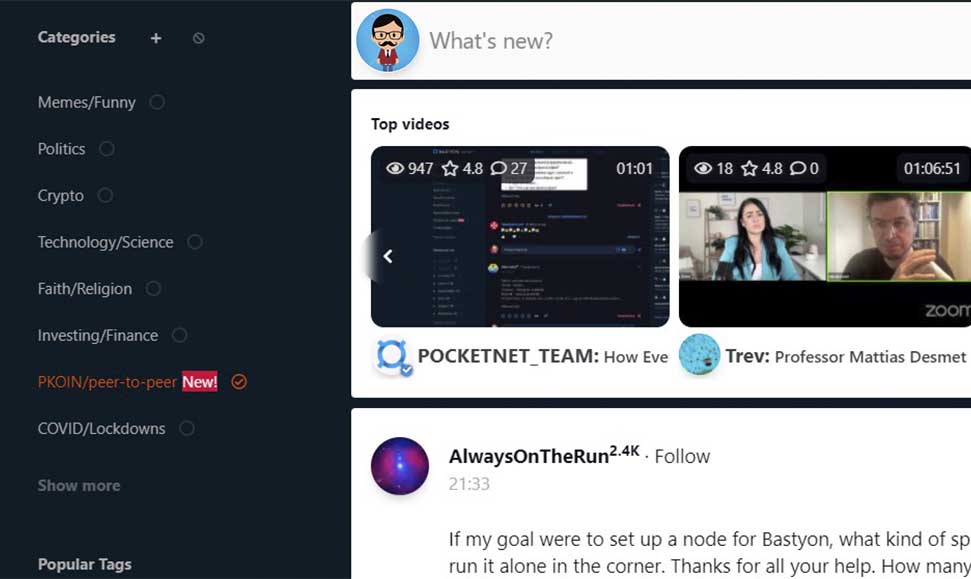 Categories
Memes/Funny
Politics
Crypto
Technology/Science
Faith/Religion
Investing/Finance
PKOIN/peer-to-peer New!
COVID/Lockdowns
Show more
Popular Tags
What's new?
Top videos
947 4.8 27 01:01
18 4.8 0 01:06:51
zoom
POCKETNET_TEAM: How Eve
Trev: Professor Mattias Desmet
AlwaysOnTheRun2.4K · Follow
21:33
If my goal were to set up a node for Bastyon, what kind of sp
run it alone in the corner. Thanks for all your help. How many